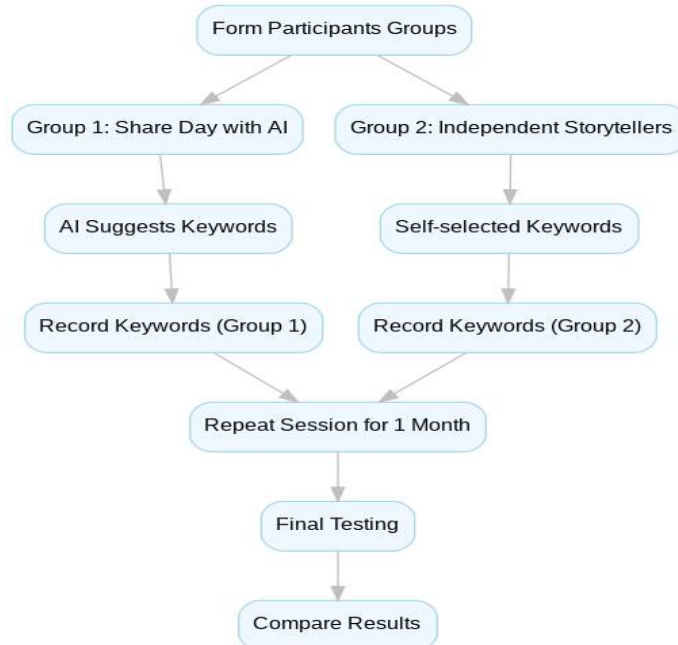 Form Participants Groups
Group 1: Share Day with AI
Group 2: Independent Storytellers
AI Suggests Keywords
Self-selected Keywords
Record Keywords (Group 1)
Record Keywords (Group 2)
Repeat Session for 1 Month
Final Testing
Compare Results